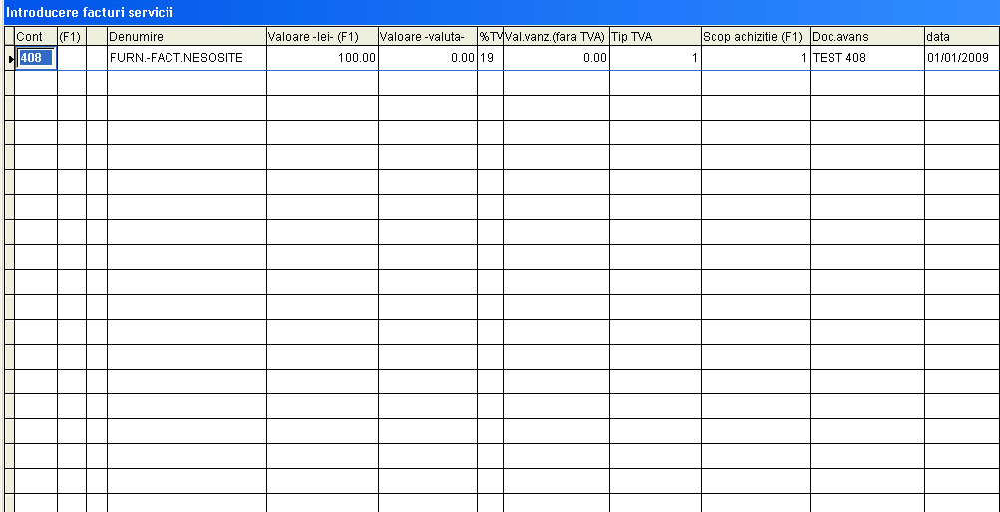 Introducere facturi servicii
Cont (F1) Denumire Valoare -lei- (F1) Valoare -valuta- %TV Val.vanz.(fara TVA) Tip TVA Scop achizitie (F1) Doc.avans data
408 FURN.-FACT.NESOSITE 100.00 0.00 19 0.00 1 1 TEST 408 01/01/2009